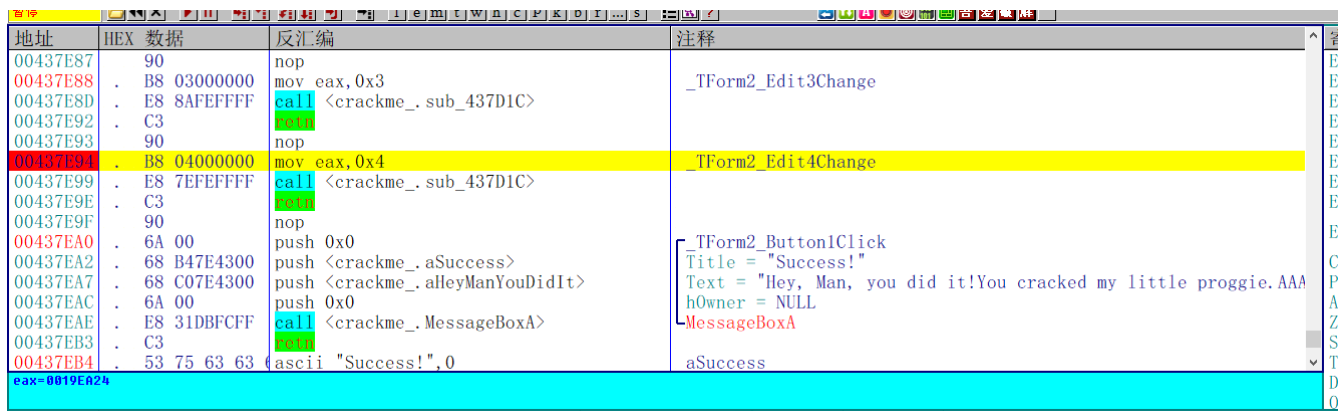 暂停 l e m t w h c P k b r ... s ?
地址 HEX 数据 反汇编 注释
00437E87 90 nop
00437E88 . B8 03000000 mov eax,0x3 _TForm2_Edit3Change
00437E8D . E8 8AFEFFFF call <crackme_.sub_437D1C>
00437E92 . C3 retn
00437E93 90 nop
00437E94 . B8 04000000 mov eax,0x4 _TForm2_Edit4Change
00437E99 . E8 7EFEFFFF call <crackme_.sub_437D1C>
00437E9E . C3 retn
00437E9F 90 nop
00437EA0 . 6A 00 push 0x0 _TForm2_Button1Click
00437EA2 . 68 B47E4300 push <crackme_.aSuccess> Title = "Success!"
00437EA7 . 68 C07E4300 push <crackme_.aHeyManYouDidIt> Text = "Hey, Man, you did it!You cracked my little proggie.AAA
00437EAC . 6A 00 push 0x0 hOwner = NULL
00437EAE . E8 31DBFCFF call <crackme_.MessageBoxA> MessageBoxA
00437EB3 . C3 retn
00437EB4 . 53 75 63 63 ascii "Success!",0 aSuccess
eax=0019EA24